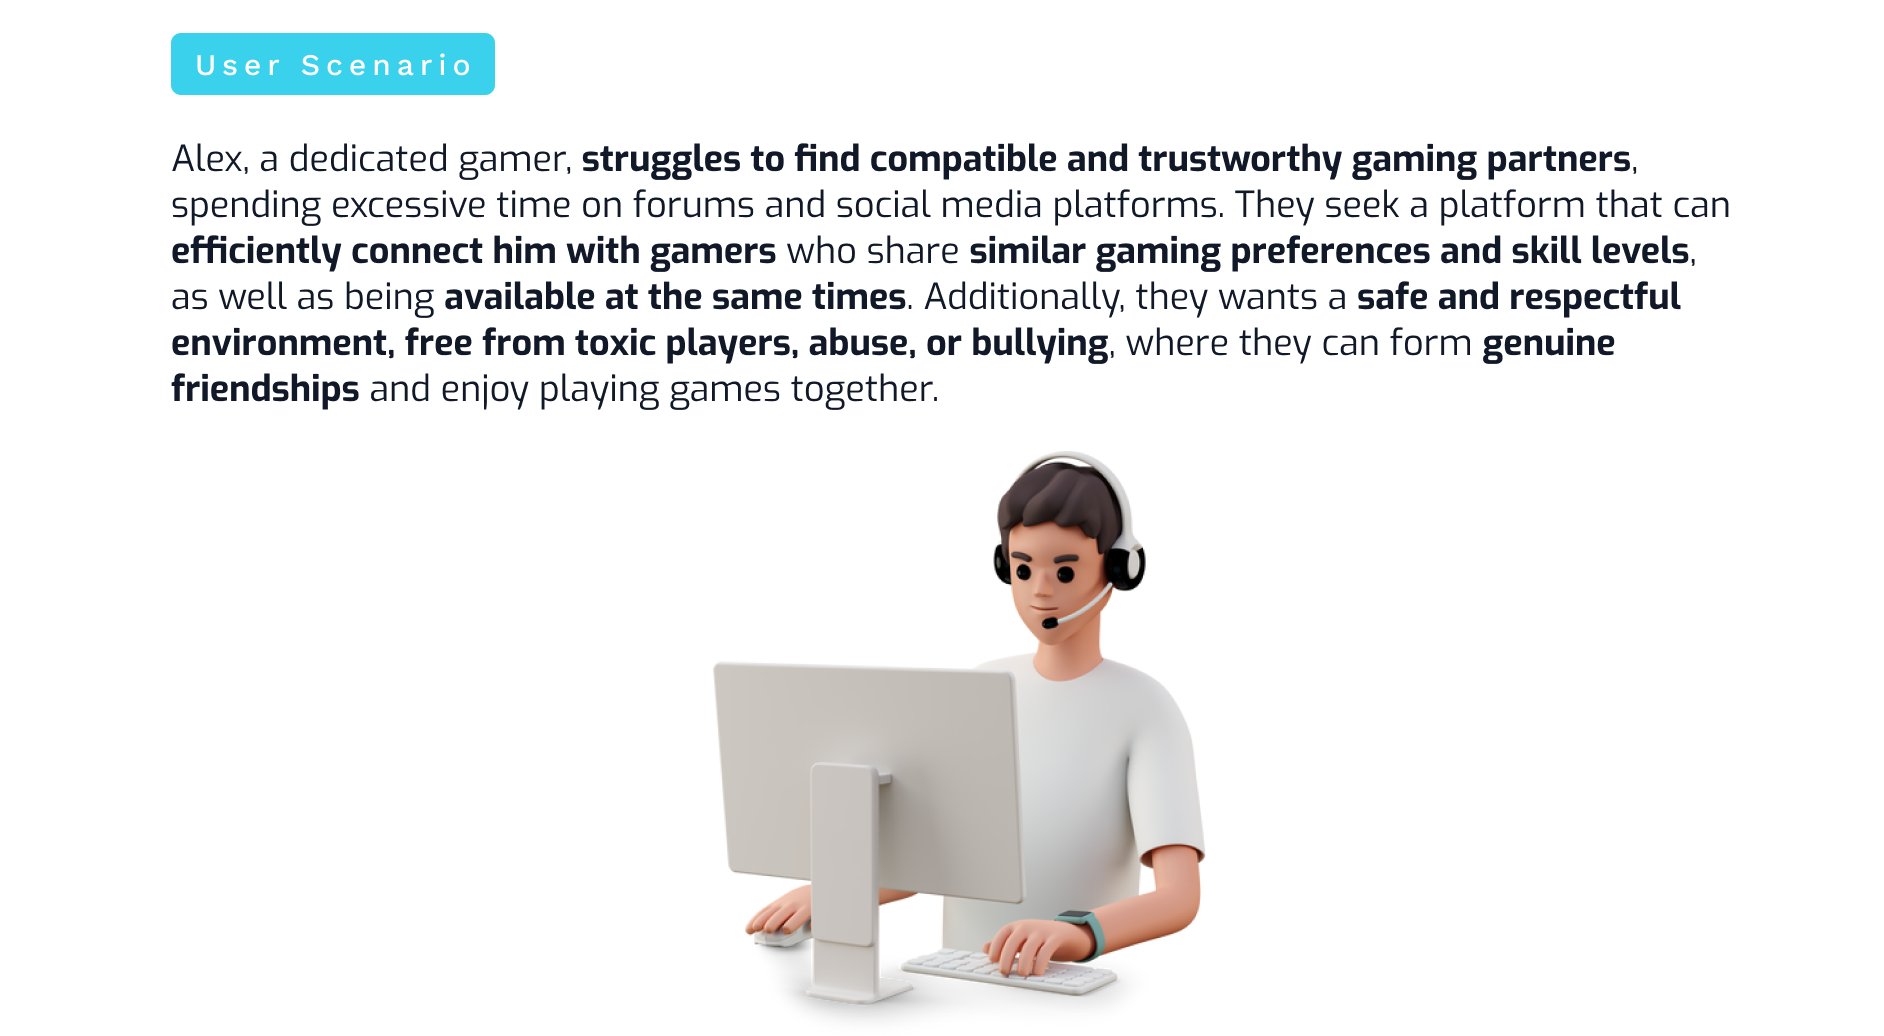 User Scenario
Alex, a dedicated gamer, struggles to find compatible and trustworthy gaming partners,
spending excessive time on forums and social media platforms. They seek a platform that can
efficiently connect him with gamers who share similar gaming preferences and skill levels,
as well as being available at the same times. Additionally, they wants a safe and respectful
environment, free from toxic players, abuse, or bullying, where they can form genuine
friendships and enjoy playing games together.